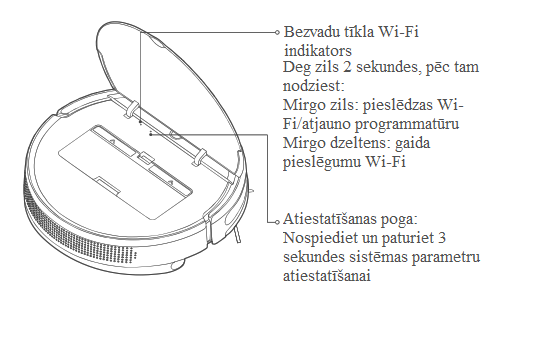 Bezvadu tīkla Wi-Fi
indikators
Deg zils 2 sekundes, pēc tam
nodziest:
Mirgo zils: pieslēdzas Wi-
Fi/atjauno programmatūru
Mirgo dzeltens: gaida
pieslēgumu Wi-Fi
Atiestatīšanas poga:
Nospiediet un paturiet 3
sekundes sistēmas parametru
atiestatīšanai